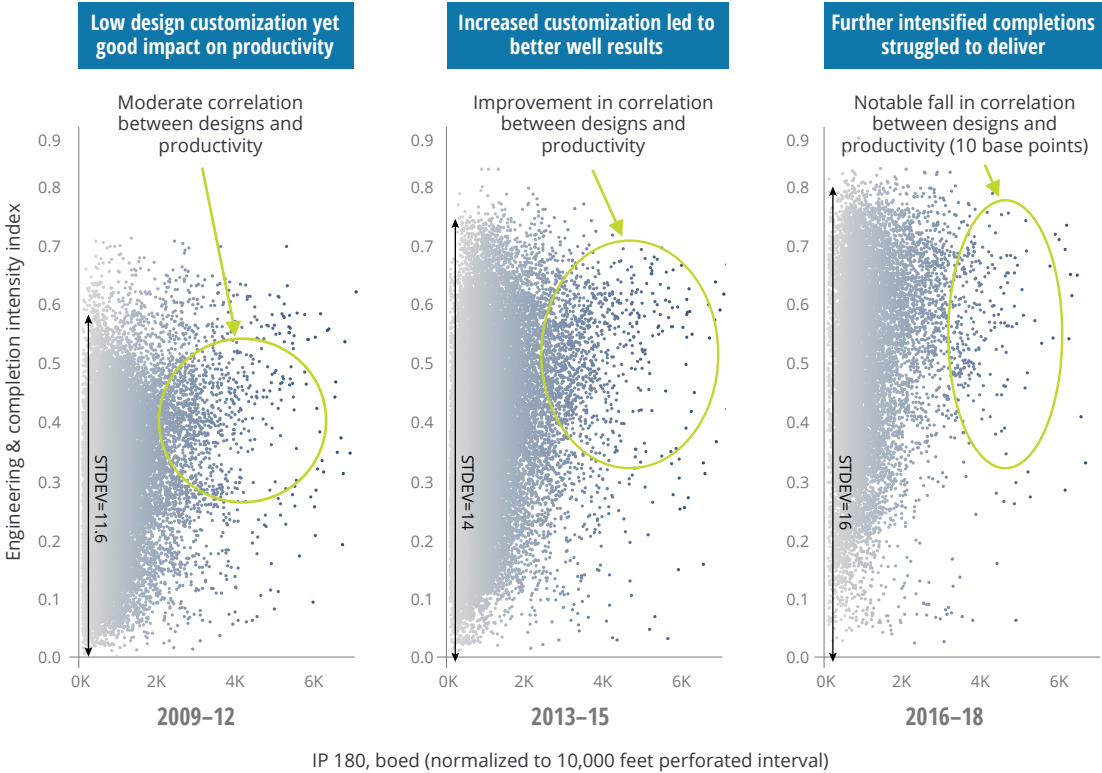 Low design customization yet
good impact on productivity
Increased customization led to
better well results
Further intensified completions
struggled to deliver
Moderate correlation
between designs and
productivity
Improvement in correlation
between designs and
productivity
Notable fall in correlation
between designs and
productivity (10 base points)
Engineering & completion intensity index
0.9
0.8
0.7
0.6
0.5
0.4
0.3
0.2
0.1
0.0
STDEV=11.6
0K
2K
4K
6K
2009–12
0.9
0.8
0.7
0.6
0.5
0.4
0.3
0.2
0.1
0.0
STDEV=14
0K
2K
4K
6K
2013–15
0.9
0.8
0.7
0.6
0.5
0.4
0.3
0.2
0.1
0.0
STDEV=16
0K
2K
4K
6K
2016–18
IP 180, boed (normalized to 10,000 feet perforated interval)